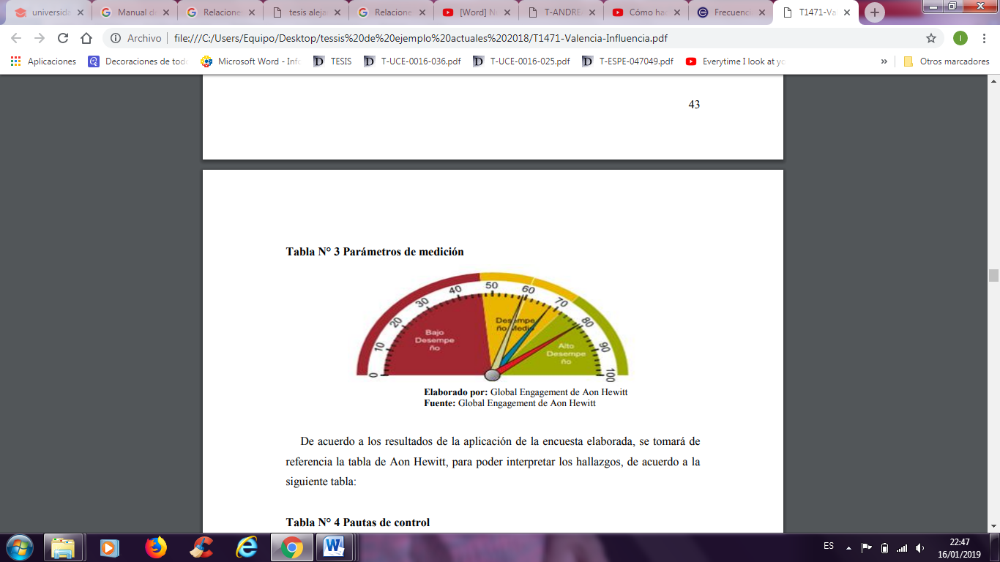 universida
Manual d
Relacione
tesis aleja
Relacione
[Word] N
T-ANDRE
Cómo hac
Frecuenci
T1471-Va
Archivo
file:///C:/Users/Equipo/Desktop/tessis%20de%20ejemplo%20actuales%202018/T1471-Valencia-Influencia.pdf
I
Aplicaciones
Decoraciones de tod
Microsoft Word - Info
TESIS
T-UCE-0016-036.pdf
T-UCE-0016-025.pdf
T-ESPE-047049.pdf
Everytime I look at yo
»
Otros marcadores
43
Tabla N° 3 Parámetros de medición
0 10 20 30 40 50 60 70 80 90 100
Bajo
Desempe
ño
Desempe
ño Medio
Alto
Desempe
ño
Elaborado por: Global Engagement de Aon Hewitt
Fuente: Global Engagement de Aon Hewitt
De acuerdo a los resultados de la aplicación de la encuesta elaborada, se tomará de
referencia la tabla de Aon Hewitt, para poder interpretar los hallazgos, de acuerdo a la
siguiente tabla:
Tabla N° 4 Pautas de control
ES
22:47
16/01/2019